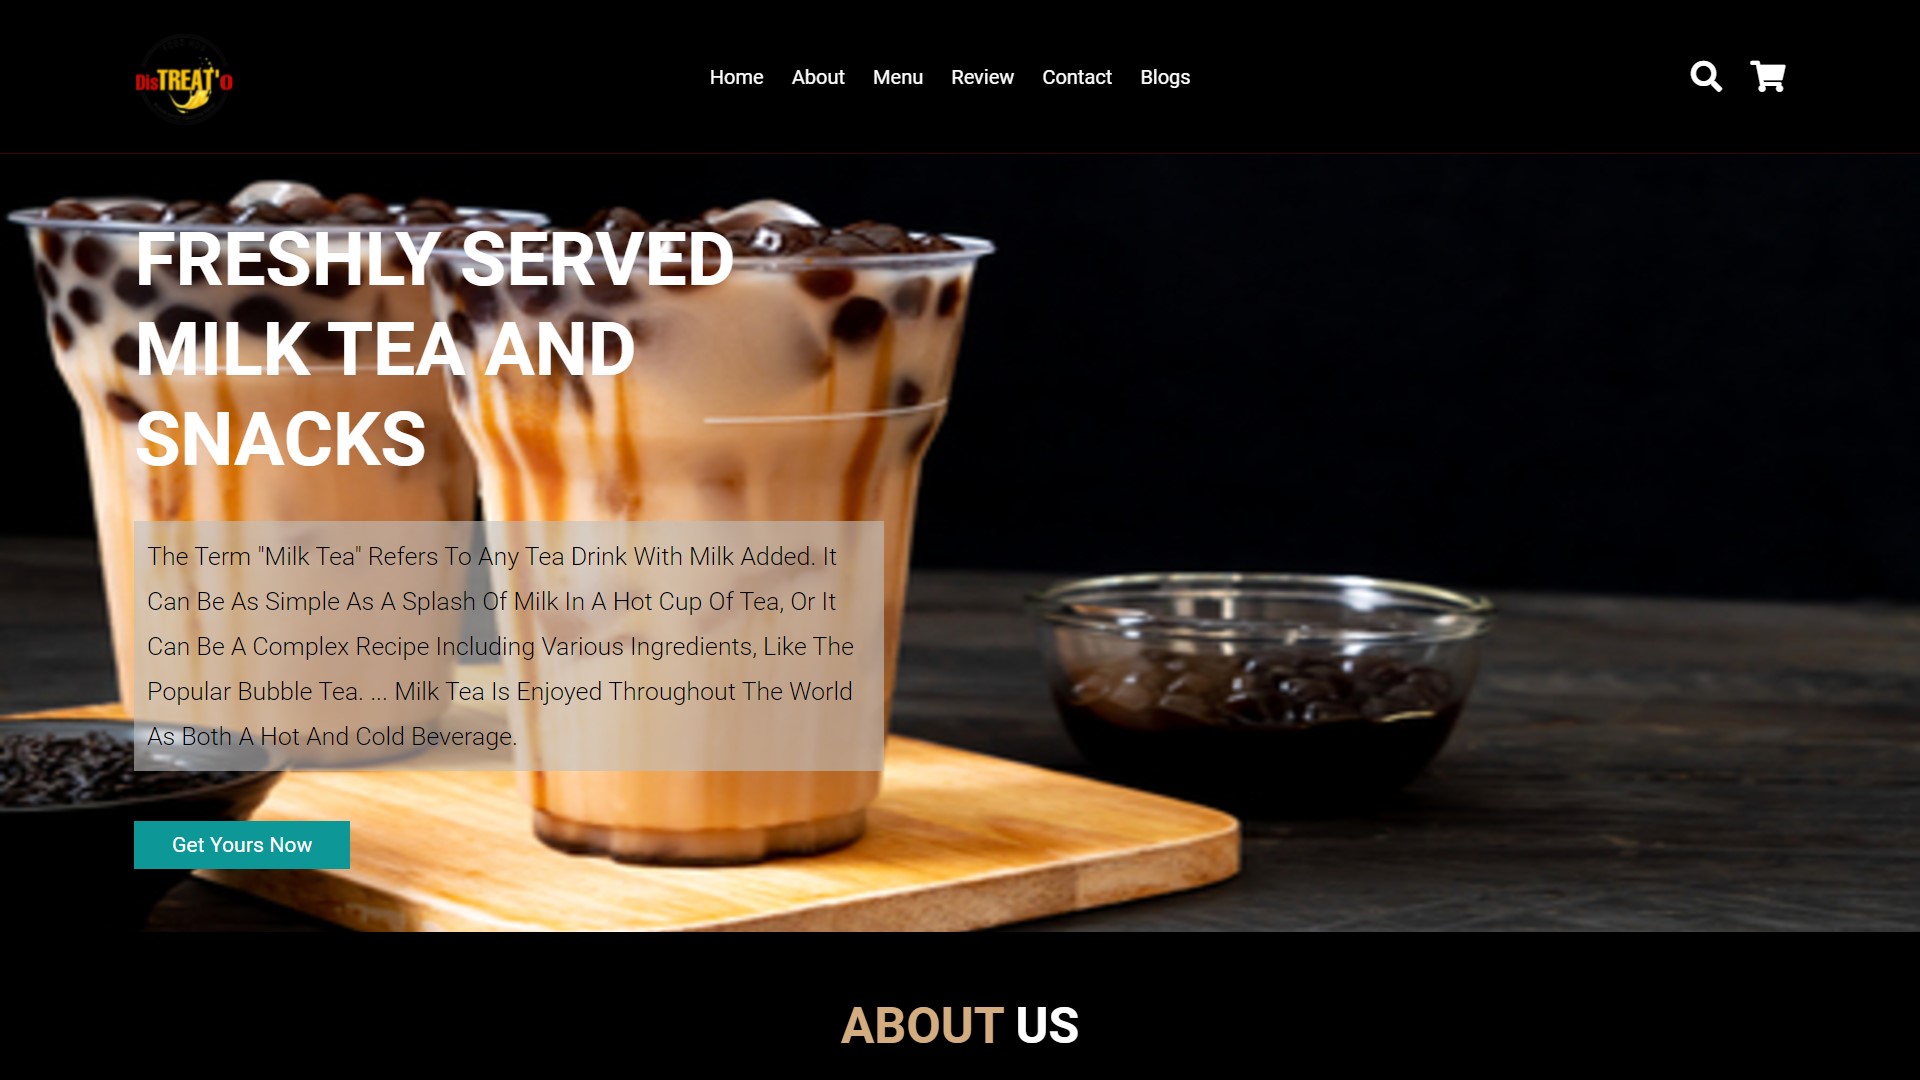 DisTREAT'O
Home About Menu Review Contact Blogs
FRESHLY SERVED
MILK TEA AND
SNACKS
The Term "Milk Tea" Refers To Any Tea Drink With Milk Added. It
Can Be As Simple As A Splash Of Milk In A Hot Cup Of Tea, Or It
Can Be A Complex Recipe Including Various Ingredients, Like The
Popular Bubble Tea. ... Milk Tea Is Enjoyed Throughout The World
As Both A Hot And Cold Beverage.
Get Yours Now
ABOUT US